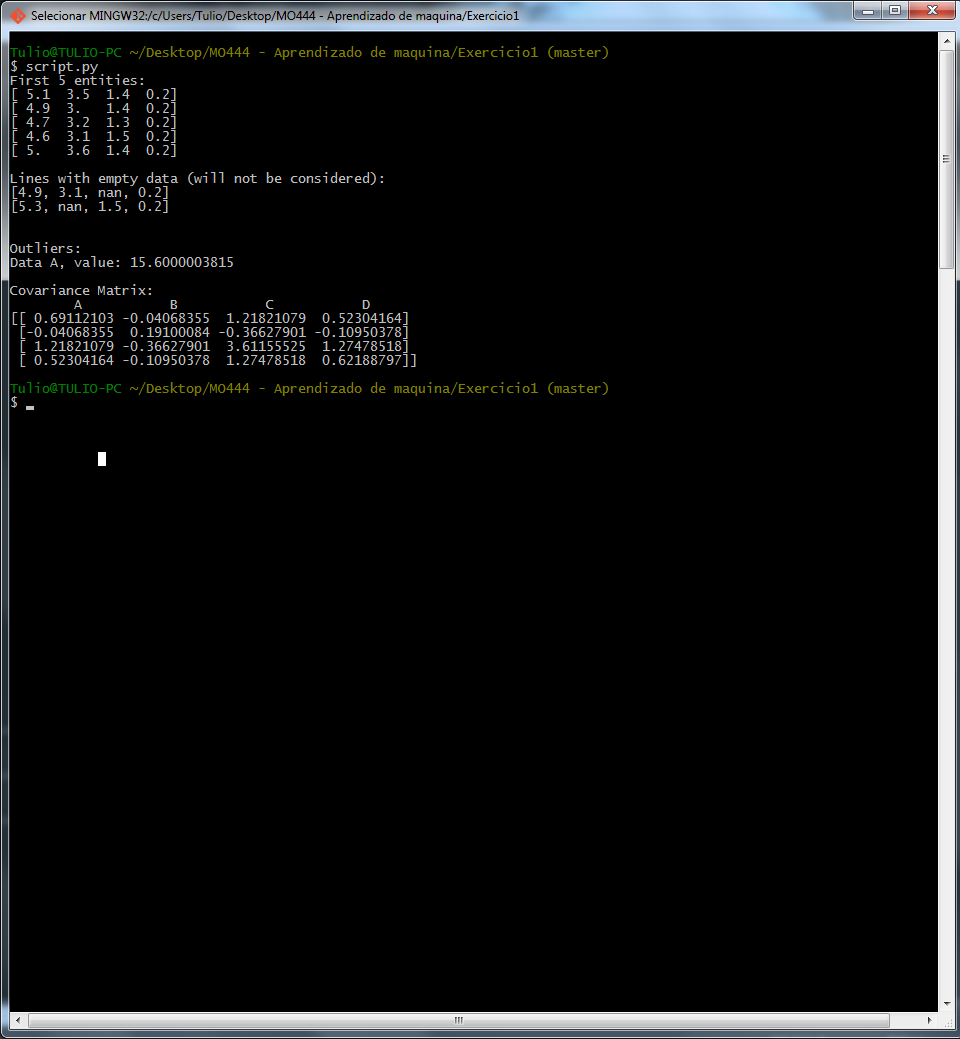 Selecionar MINGW32:/c/Users/Tulio/Desktop/MO444 - Aprendizado de maquina/Exercicio1
Tulio@TULIO-PC ~/Desktop/MO444 - Aprendizado de maquina/Exercicio1 (master)
$ script.py
First 5 entities:
[ 5.1  3.5  1.4  0.2]
[ 4.9  3.   1.4  0.2]
[ 4.7  3.2  1.3  0.2]
[ 4.6  3.1  1.5  0.2]
[ 5.   3.6  1.4  0.2]
Lines with empty data (will not be considered):
[4.9, 3.1, nan, 0.2]
[5.3, nan, 1.5, 0.2]
Outliers:
Data A, value: 15.6000003815
Covariance Matrix:
        A           B           C           D
[[ 0.69112103 -0.04068355  1.21821079  0.52304164]
 [-0.04068355  0.19100084 -0.36627901 -0.10950378]
 [ 1.21821079 -0.36627901  3.61155525  1.27478518]
 [ 0.52304164 -0.10950378  1.27478518  0.62188797]]
Tulio@TULIO-PC ~/Desktop/MO444 - Aprendizado de maquina/Exercicio1 (master)
$